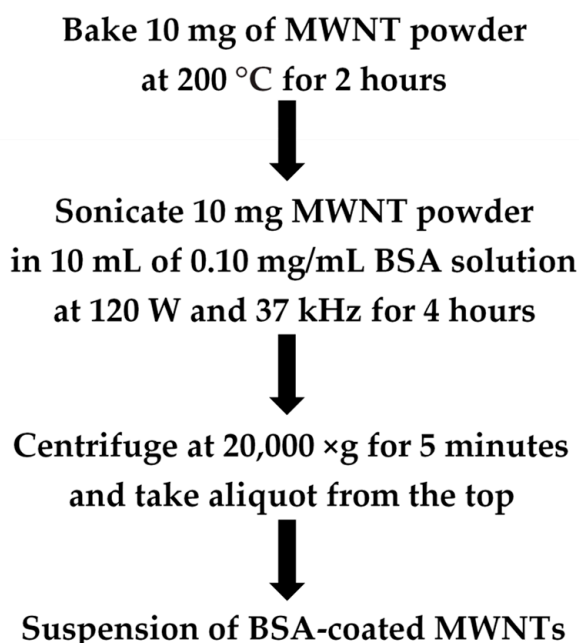 Bake 10 mg of MWNT powder
at 200 °C for 2 hours
Sonicate 10 mg MWNT powder
in 10 mL of 0.10 mg/mL BSA solution
at 120 W and 37 kHz for 4 hours
Centrifuge at 20,000 ×g for 5 minutes
and take aliquot from the top
Suspension of BSA-coated MWNTs